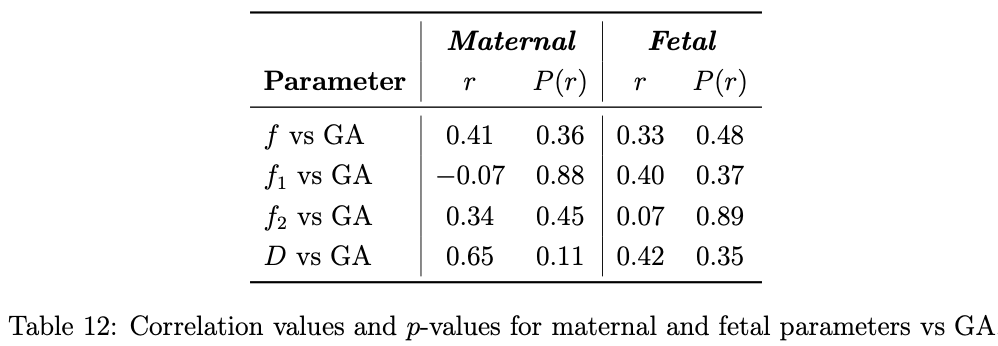 Maternal Fetal
Parameter r P(r) r P(r)
f vs GA 0.41 0.36 0.33 0.48
f₁ vs GA −0.07 0.88 0.40 0.37
f₂ vs GA 0.34 0.45 0.07 0.89
D vs GA 0.65 0.11 0.42 0.35
Table 12: Correlation values and p-values for maternal and fetal parameters vs GA